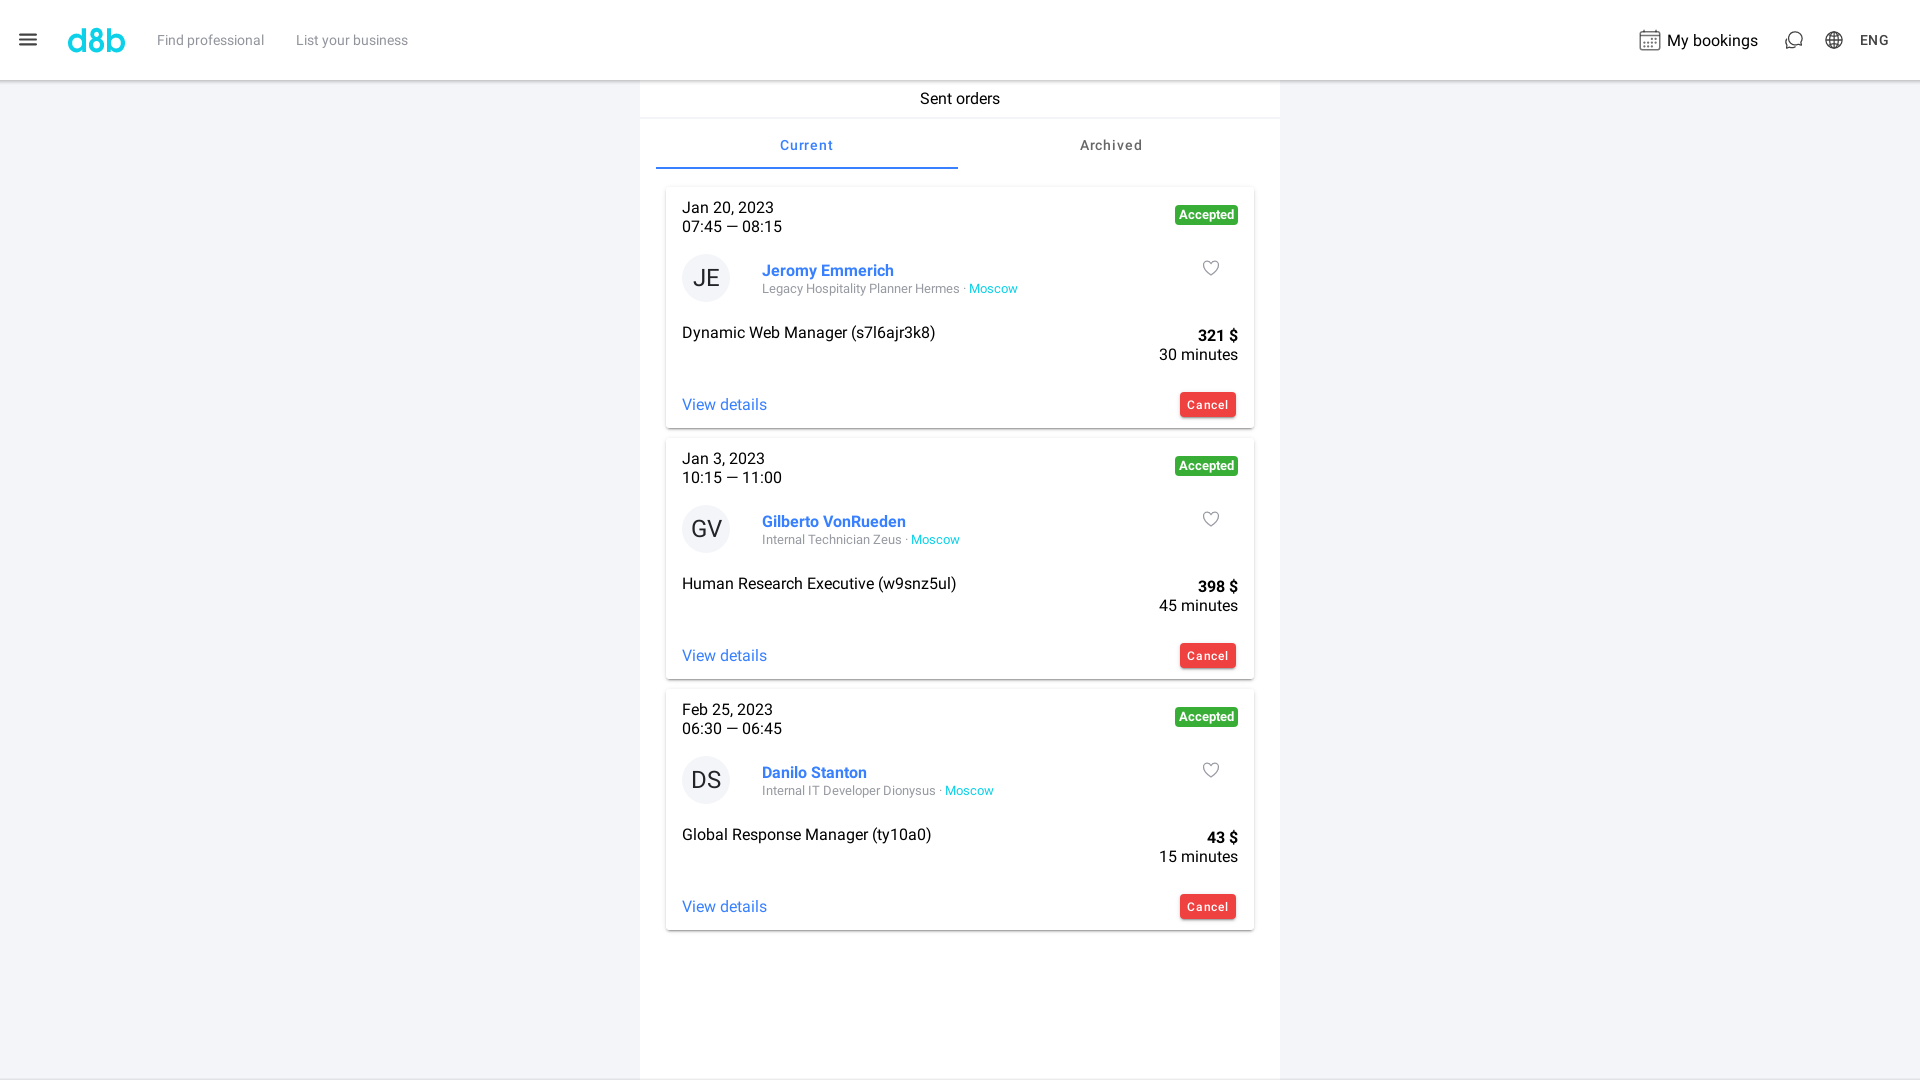 d8b
Find professional
List your business
My bookings
ENG
Sent orders
Current
Archived
Jan 20, 2023
07:45 — 08:15
Accepted
JE
Jeromy Emmerich
Legacy Hospitality Planner Hermes · Moscow
Dynamic Web Manager (s7l6ajr3k8)
321 $
30 minutes
View details
Cancel
Jan 3, 2023
10:15 — 11:00
Accepted
GV
Gilberto VonRueden
Internal Technician Zeus · Moscow
Human Research Executive (w9snz5ul)
398 $
45 minutes
View details
Cancel
Feb 25, 2023
06:30 — 06:45
Accepted
DS
Danilo Stanton
Internal IT Developer Dionysus · Moscow
Global Response Manager (ty10a0)
43 $
15 minutes
View details
Cancel